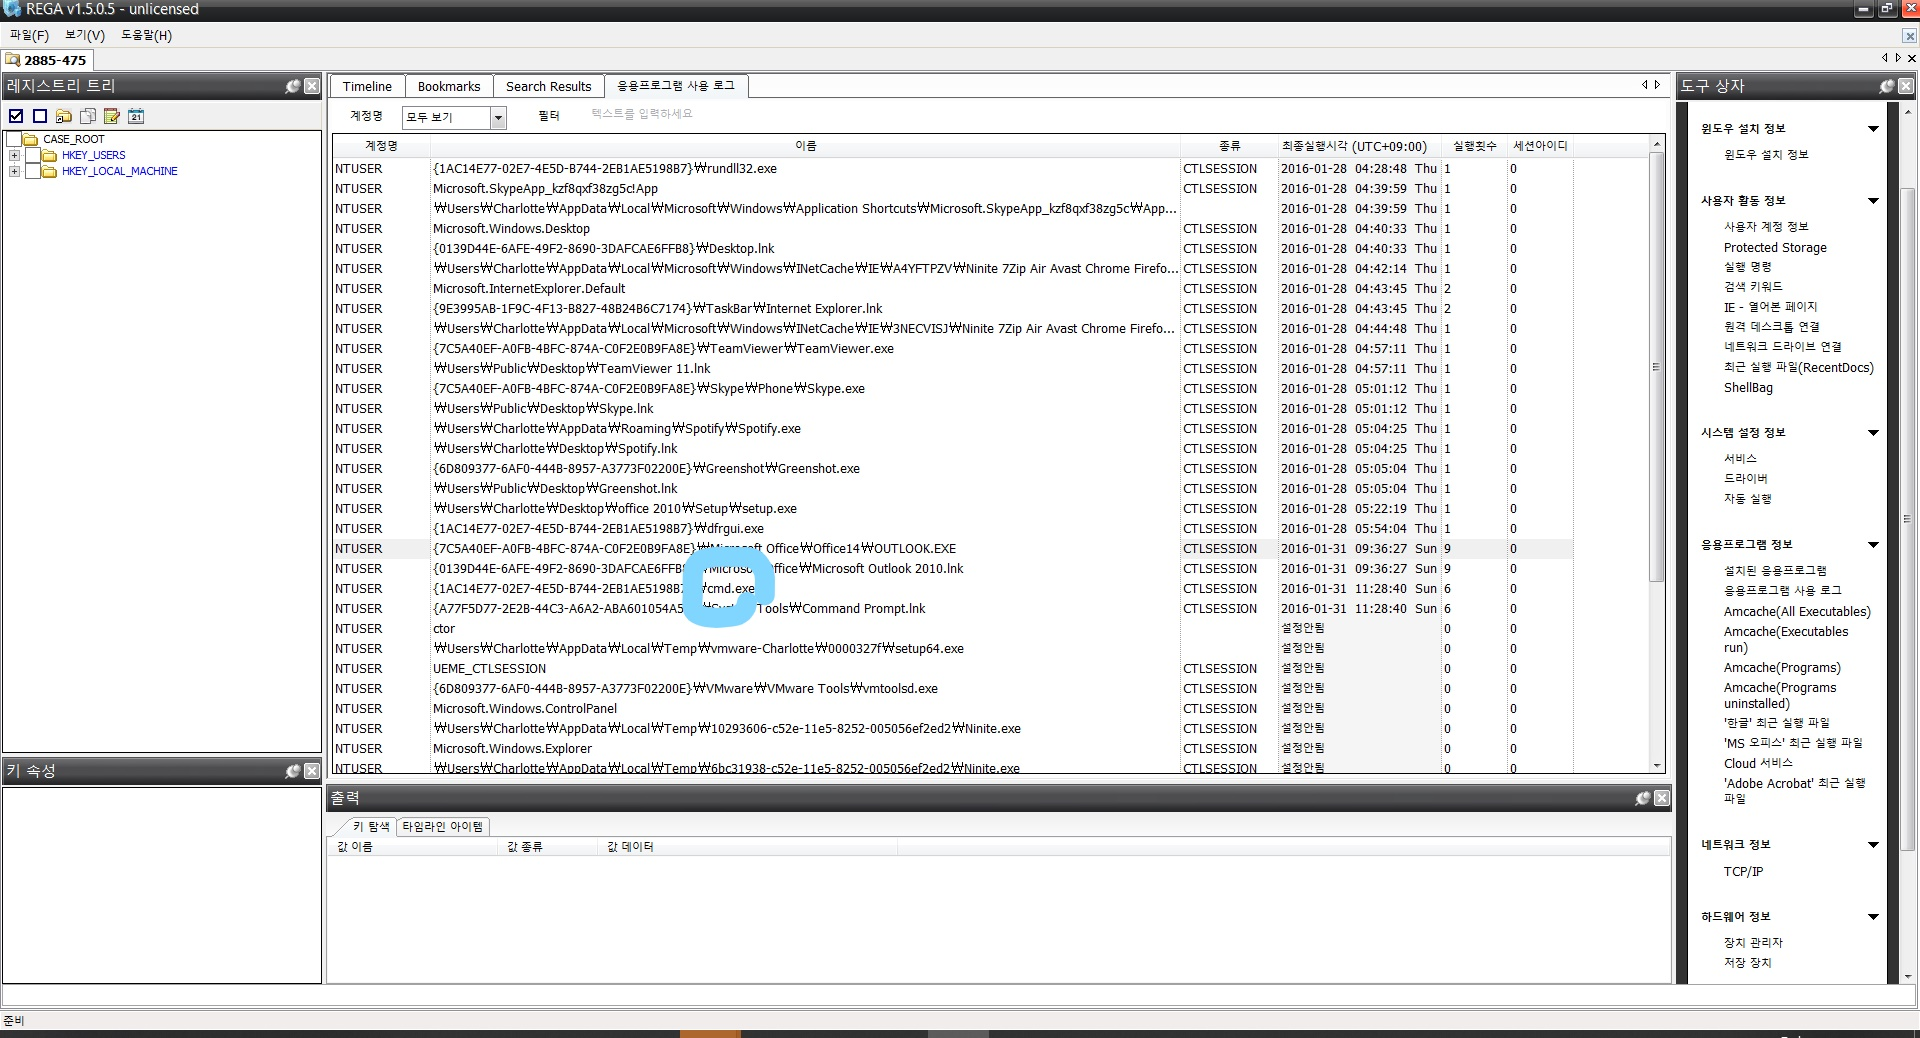 REGA v1.5.0.5 - unlicensed
파일(F) 보기(V) 도움말(H)
2885-475
레지스트리 트리
CASE_ROOT
HKEY_USERS
HKEY_LOCAL_MACHINE
키 속성
Timeline Bookmarks Search Results 응용프로그램 사용 로그
계정명 모두 보기 필터 텍스트를 입력하세요
계정명 이름 종류 최종실행시각 (UTC+09:00) 실행횟수 세션아이디
NTUSER {1AC14E77-02E7-4E5D-B744-2EB1AE5198B7}₩rundll32.exe CTLSESSION 2016-01-28 04:28:48 Thu 1 0
NTUSER Microsoft.SkypeApp_kzf8qxf38zg5c!App CTLSESSION 2016-01-28 04:39:59 Thu 1 0
NTUSER ₩Users₩Charlotte₩AppData₩Local₩Microsoft₩Windows₩Application Shortcuts₩Microsoft.SkypeApp_kzf8qxf38zg5c₩App... 2016-01-28 04:39:59 Thu 1 0
NTUSER Microsoft.Windows.Desktop CTLSESSION 2016-01-28 04:40:33 Thu 1 0
NTUSER {0139D44E-6AFE-49F2-8690-3DAFCAE6FFB8}₩Desktop.lnk CTLSESSION 2016-01-28 04:40:33 Thu 1 0
NTUSER ₩Users₩Charlotte₩AppData₩Local₩Microsoft₩Windows₩INetCache₩IE₩A4YFTPZV₩Ninite 7Zip Air Avast Chrome Firefo... CTLSESSION 2016-01-28 04:42:14 Thu 1 0
NTUSER Microsoft.InternetExplorer.Default CTLSESSION 2016-01-28 04:43:45 Thu 2 0
NTUSER {9E3995AB-1F9C-4F13-B827-48B24B6C7174}₩TaskBar₩Internet Explorer.lnk CTLSESSION 2016-01-28 04:43:45 Thu 2 0
NTUSER ₩Users₩Charlotte₩AppData₩Local₩Microsoft₩Windows₩INetCache₩IE₩3NECVISJ₩Ninite 7Zip Air Avast Chrome Firefo... CTLSESSION 2016-01-28 04:44:48 Thu 1 0
NTUSER {7C5A40EF-A0FB-4BFC-874A-C0F2E0B9FA8E}₩TeamViewer₩TeamViewer.exe CTLSESSION 2016-01-28 04:57:11 Thu 1 0
NTUSER ₩Users₩Public₩Desktop₩TeamViewer 11.lnk CTLSESSION 2016-01-28 04:57:11 Thu 1 0
NTUSER {7C5A40EF-A0FB-4BFC-874A-C0F2E0B9FA8E}₩Skype₩Phone₩Skype.exe CTLSESSION 2016-01-28 05:01:12 Thu 1 0
NTUSER ₩Users₩Public₩Desktop₩Skype.lnk CTLSESSION 2016-01-28 05:01:12 Thu 1 0
NTUSER ₩Users₩Charlotte₩AppData₩Roaming₩Spotify₩Spotify.exe CTLSESSION 2016-01-28 05:04:25 Thu 1 0
NTUSER ₩Users₩Charlotte₩Desktop₩Spotify.lnk CTLSESSION 2016-01-28 05:04:25 Thu 1 0
NTUSER {6D809377-6AF0-444B-8957-A3773F02200E}₩Greenshot₩Greenshot.exe CTLSESSION 2016-01-28 05:05:04 Thu 1 0
NTUSER ₩Users₩Public₩Desktop₩Greenshot.lnk CTLSESSION 2016-01-28 05:05:04 Thu 1 0
NTUSER ₩Users₩Charlotte₩Desktop₩office 2010₩Setup₩setup.exe CTLSESSION 2016-01-28 05:22:19 Thu 1 0
NTUSER {1AC14E77-02E7-4E5D-B744-2EB1AE5198B7}₩dfrgui.exe CTLSESSION 2016-01-28 05:54:04 Thu 1 0
NTUSER {7C5A40EF-A0FB-4BFC-874A-C0F2E0B9FA8E}₩Microsoft Office₩Office14₩OUTLOOK.EXE CTLSESSION 2016-01-31 09:36:27 Sun 9 0
NTUSER {0139D44E-6AFE-49F2-8690-3DAFCAE6FFB ₩Microso ffice₩Microsoft Outlook 2010.lnk CTLSESSION 2016-01-31 09:36:27 Sun 9 0
NTUSER {1AC14E77-02E7-4E5D-B744-2EB1AE5198B ₩cmd.exe CTLSESSION 2016-01-31 11:28:40 Sun 6 0
NTUSER {A77F5D77-2E2B-44C3-A6A2-ABA601054A5 Tools₩Command Prompt.lnk CTLSESSION 2016-01-31 11:28:40 Sun 6 0
NTUSER ctor 설정안됨 0 0
NTUSER ₩Users₩Charlotte₩AppData₩Local₩Temp₩vmware-Charlotte₩0000327f₩setup64.exe 설정안됨 0 0
NTUSER UEME_CTLSESSION CTLSESSION 설정안됨 0 0
NTUSER {6D809377-6AF0-444B-8957-A3773F02200E}₩VMware₩VMware Tools₩vmtoolsd.exe CTLSESSION 설정안됨 0 0
NTUSER Microsoft.Windows.ControlPanel CTLSESSION 설정안됨 0 0
NTUSER ₩Users₩Charlotte₩AppData₩Local₩Temp₩10293606-c52e-11e5-8252-005056ef2ed2₩Ninite.exe CTLSESSION 설정안됨 0 0
NTUSER Microsoft.Windows.Explorer CTLSESSION 설정안됨 0 0
NTUSER ₩Users₩Charlotte₩AppData₩Local₩Temp₩6bc31938-c52e-11e5-8252-005056ef2ed2₩Ninite.exe CTLSESSION 설정안됨 0 0
출력
키 탐색 타임라인 아이템
값 이름 값 종류 값 데이터
도구 상자
윈도우 설치 정보
윈도우 설치 정보
사용자 활동 정보
사용자 계정 정보
Protected Storage
실행 명령
검색 키워드
IE - 열어본 페이지
원격 데스크톱 연결
네트워크 드라이브 연결
최근 실행 파일(RecentDocs)
ShellBag
시스템 설정 정보
서비스
드라이버
자동 실행
응용프로그램 정보
설치된 응용프로그램
응용프로그램 사용 로그
Amcache(All Executables)
Amcache(Executables
run)
Amcache(Programs)
Amcache(Programs
uninstalled)
'한글' 최근 실행 파일
'MS 오피스' 최근 실행 파일
Cloud 서비스
'Adobe Acrobat' 최근 실행
파일
네트워크 정보
TCP/IP
하드웨어 정보
장치 관리자
저장 장치
준비